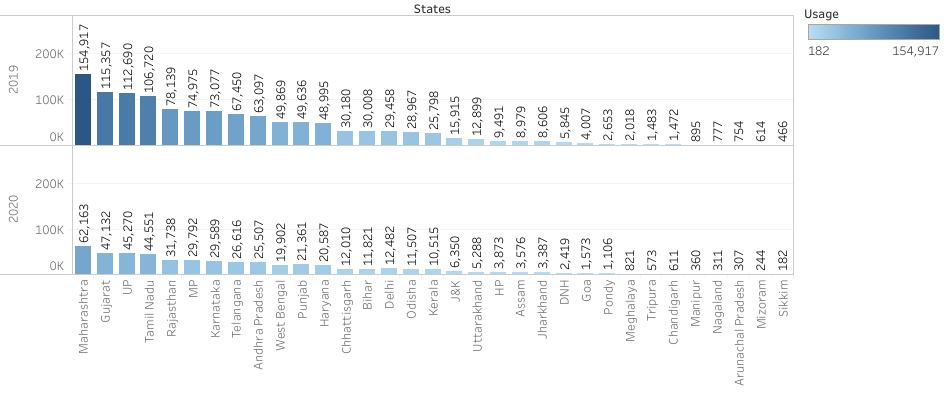 States
Usage
182 154,917
2019
200K
100K
0K
154,917 115,357 112,690 106,720 78,139 74,975 73,077 67,450 63,097 49,869 49,636 48,995 30,180 30,008 29,458 28,967 25,798 15,915 12,899 9,491 8,979 8,606 5,845 4,007 2,653 2,018 1,483 1,472 895 777 754 614 466
2020
200K
100K
0K
62,163 47,132 45,270 44,551 31,738 29,792 29,589 26,616 25,507 19,902 21,361 20,587 12,010 11,821 12,482 11,507 10,515 6,350 5,288 3,873 3,576 3,387 2,419 1,573 1,106 821 573 611 360 311 307 244 182
Maharashtra
Gujarat
UP
Tamil Nadu
Rajasthan
MP
Karnataka
Telangana
Andhra Pradesh
West Bengal
Punjab
Haryana
Chhattisgarh
Bihar
Delhi
Odisha
Kerala
J&K
Uttarakhand
HP
Assam
Jharkhand
DNH
Goa
Pondy
Meghalaya
Tripura
Chandigarh
Manipur
Nagaland
Arunachal Pradesh
Mizoram
Sikkim